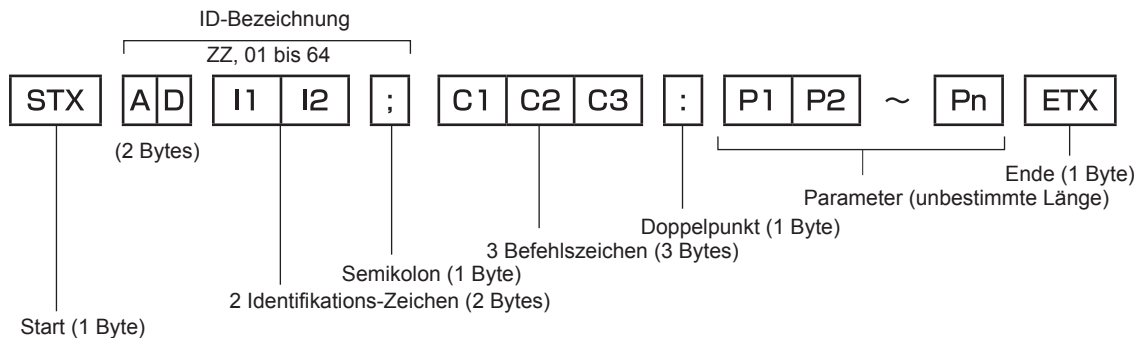 ID-Bezeichnung
ZZ, 01 bis 64
STX A D I1 I2 ; C1 C2 C3 : P1 P2 ～ Pn ETX
(2 Bytes)
Ende (1 Byte)
Parameter (unbestimmte Länge)
Doppelpunkt (1 Byte)
3 Befehlszeichen (3 Bytes)
Semikolon (1 Byte)
2 Identifikations-Zeichen (2 Bytes)
Start (1 Byte)